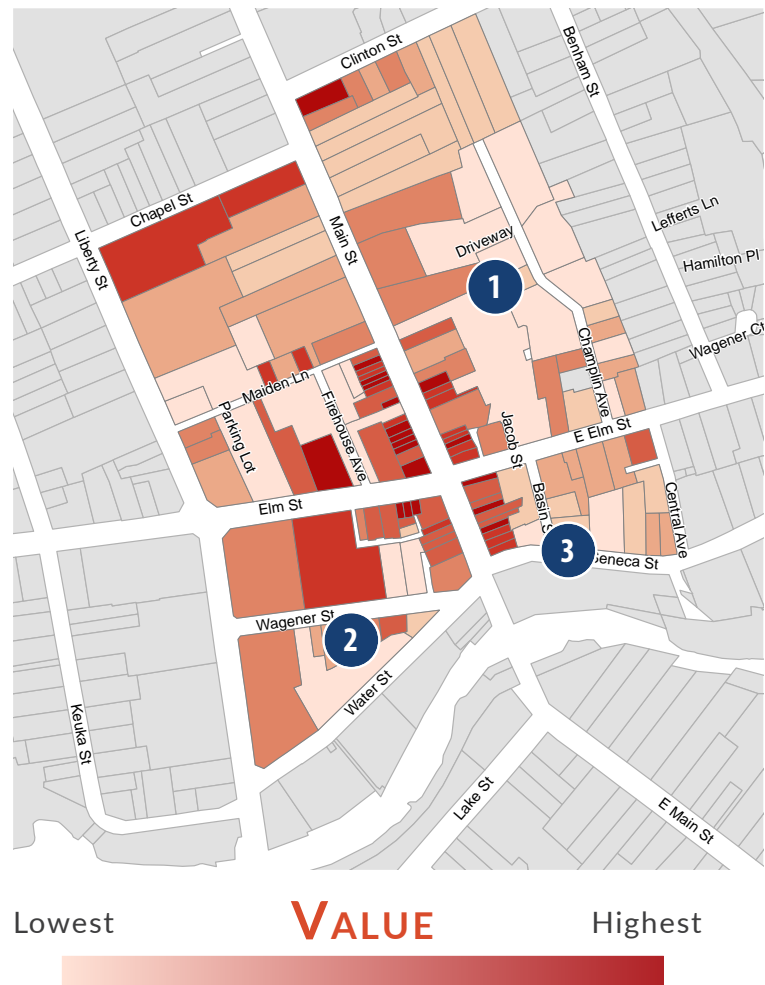 Clinton St
Benham St
Chapel St
Liberty St
Main St
Lefferts Ln
Driveway
Hamilton Pl
1
Wagener Ct
Champlin Ave
Maiden Ln
Firehouse Ave
Parking Lot
Jacob St
E Elm St
Elm St
Basin S
Central Ave
3
Seneca St
Wagener St
2
Water St
Keuka St
Lake St
E Main St
Lowest
VALUE
Highest